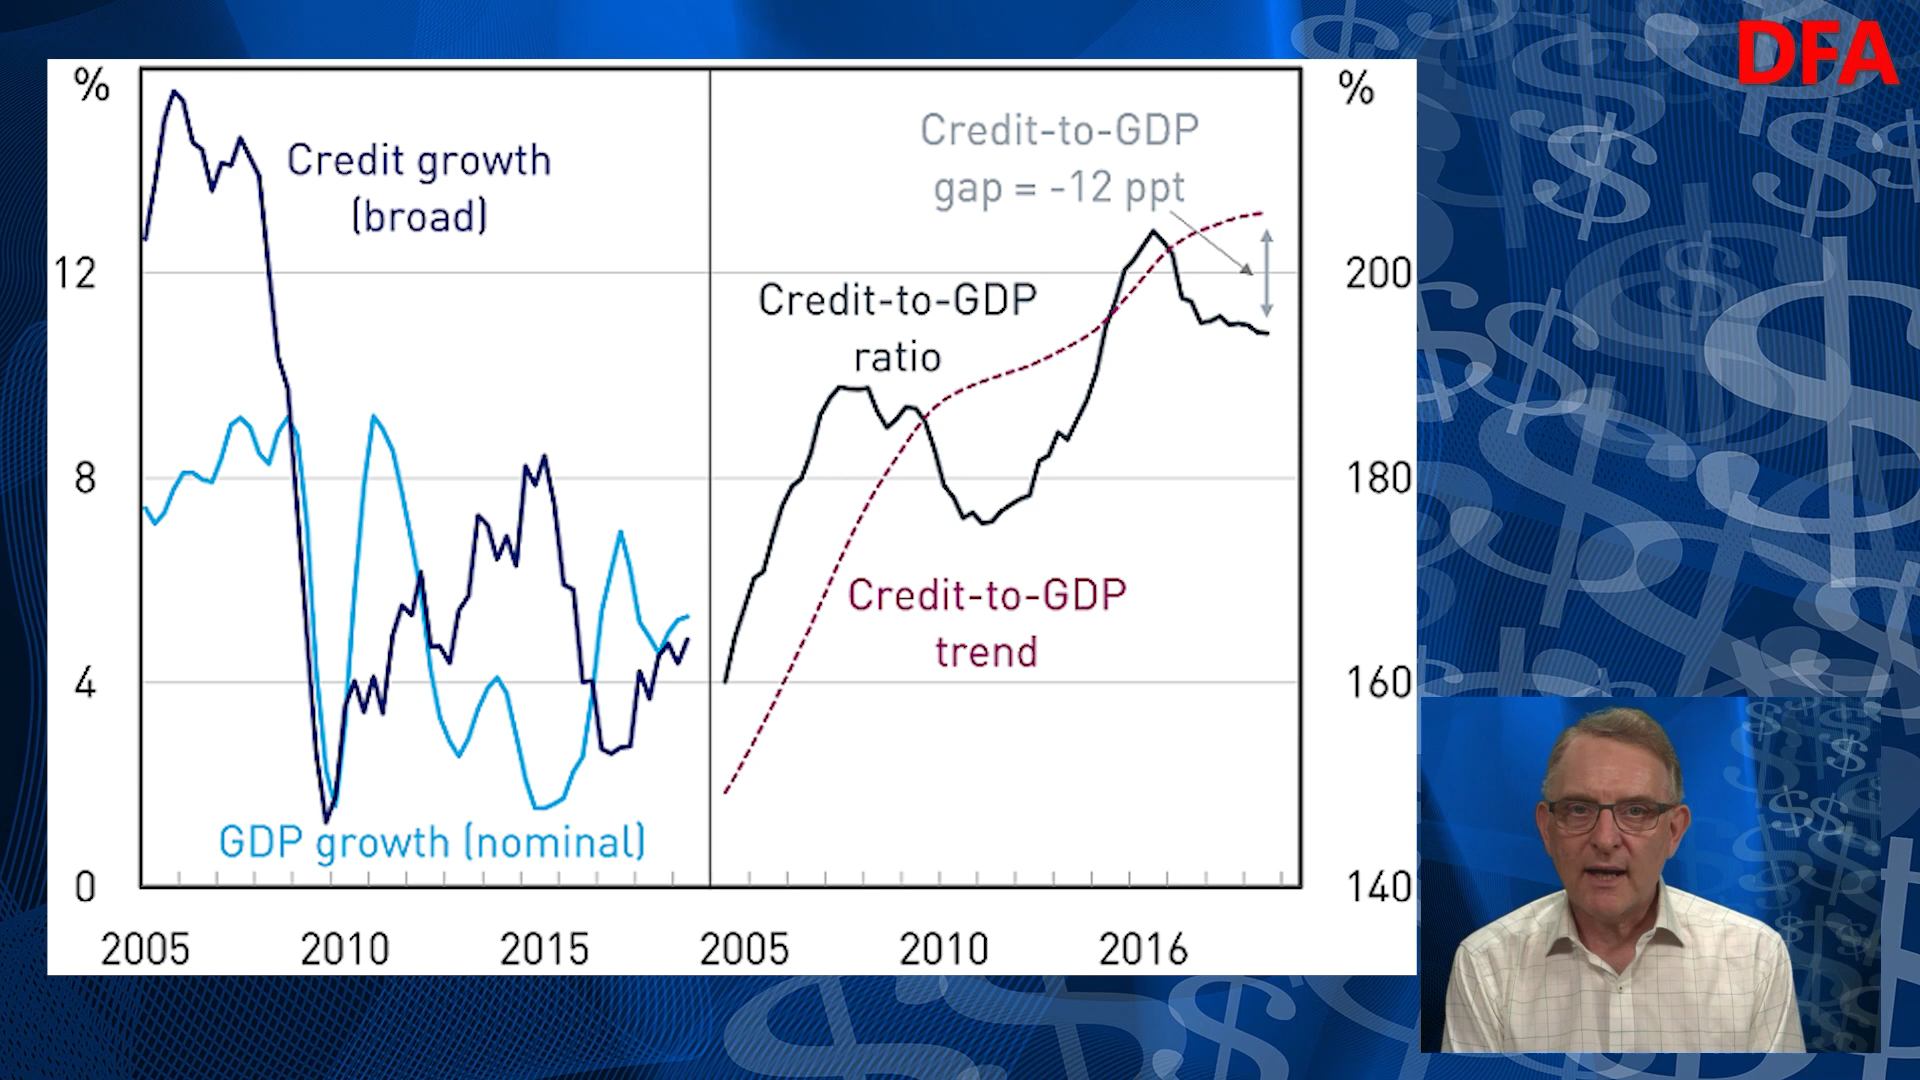 DFA
%
%
Credit growth
(broad)
Credit-to-GDP
gap = -12 ppt
12
200
Credit-to-GDP
ratio
8
180
Credit-to-GDP
trend
4
160
GDP growth (nominal)
0
140
2005
2010
2015
2005
2010
2016